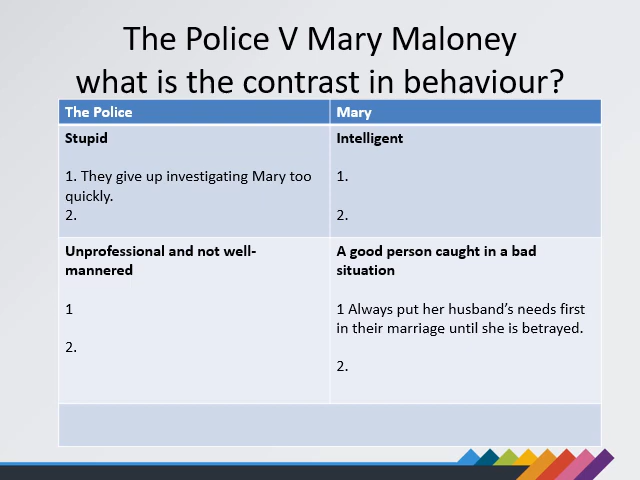 The Police V Mary Maloney
what is the contrast in behaviour?
The Police
Mary
Stupid
1. They give up investigating Mary too
quickly.
2.
Intelligent
1.
2.
Unprofessional and not well-
mannered
1
2.
A good person caught in a bad
situation
1 Always put her husband’s needs first
in their marriage until she is betrayed.
2.